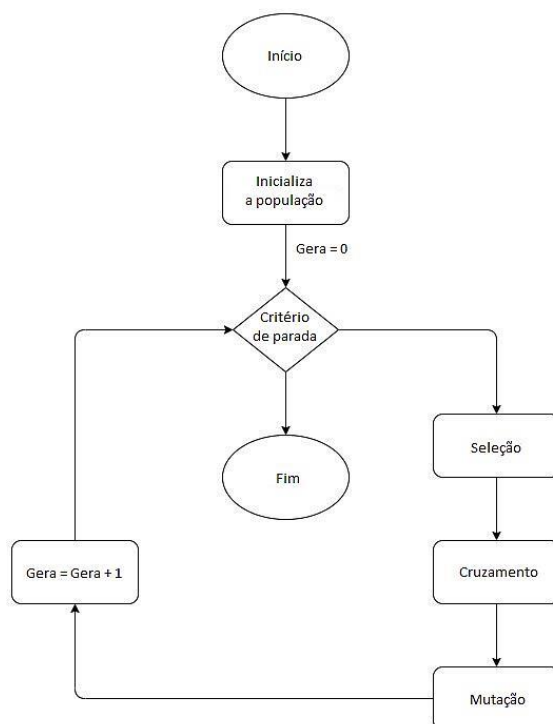 Início
Inicializa
a população
Gera = 0
Critério
de parada
Seleção
Fim
Cruzamento
Gera = Gera + 1
Mutação